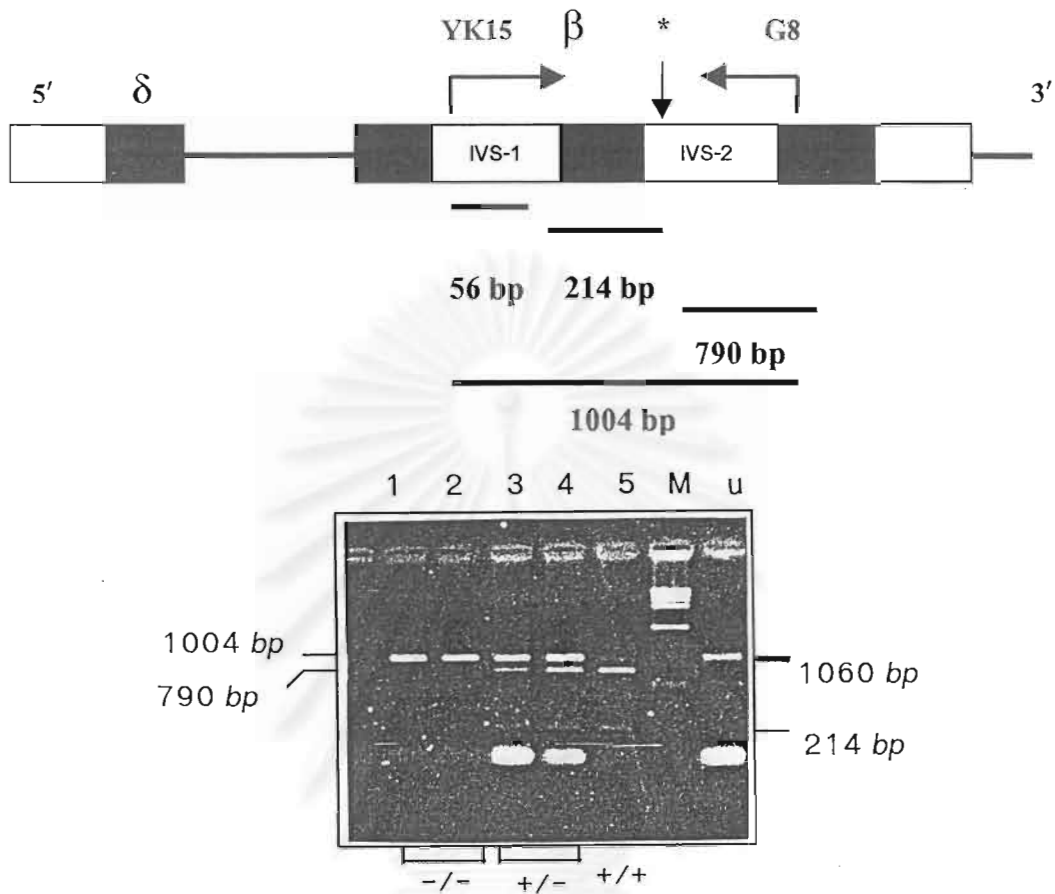 YK15 β * G8
5′ δ 3′
IVS-1 IVS-2
56 bp 214 bp
790 bp
1004 bp
1 2 3 4 5 M u
1004 bp
790 bp
1060 bp
214 bp
-/- +/- +/+